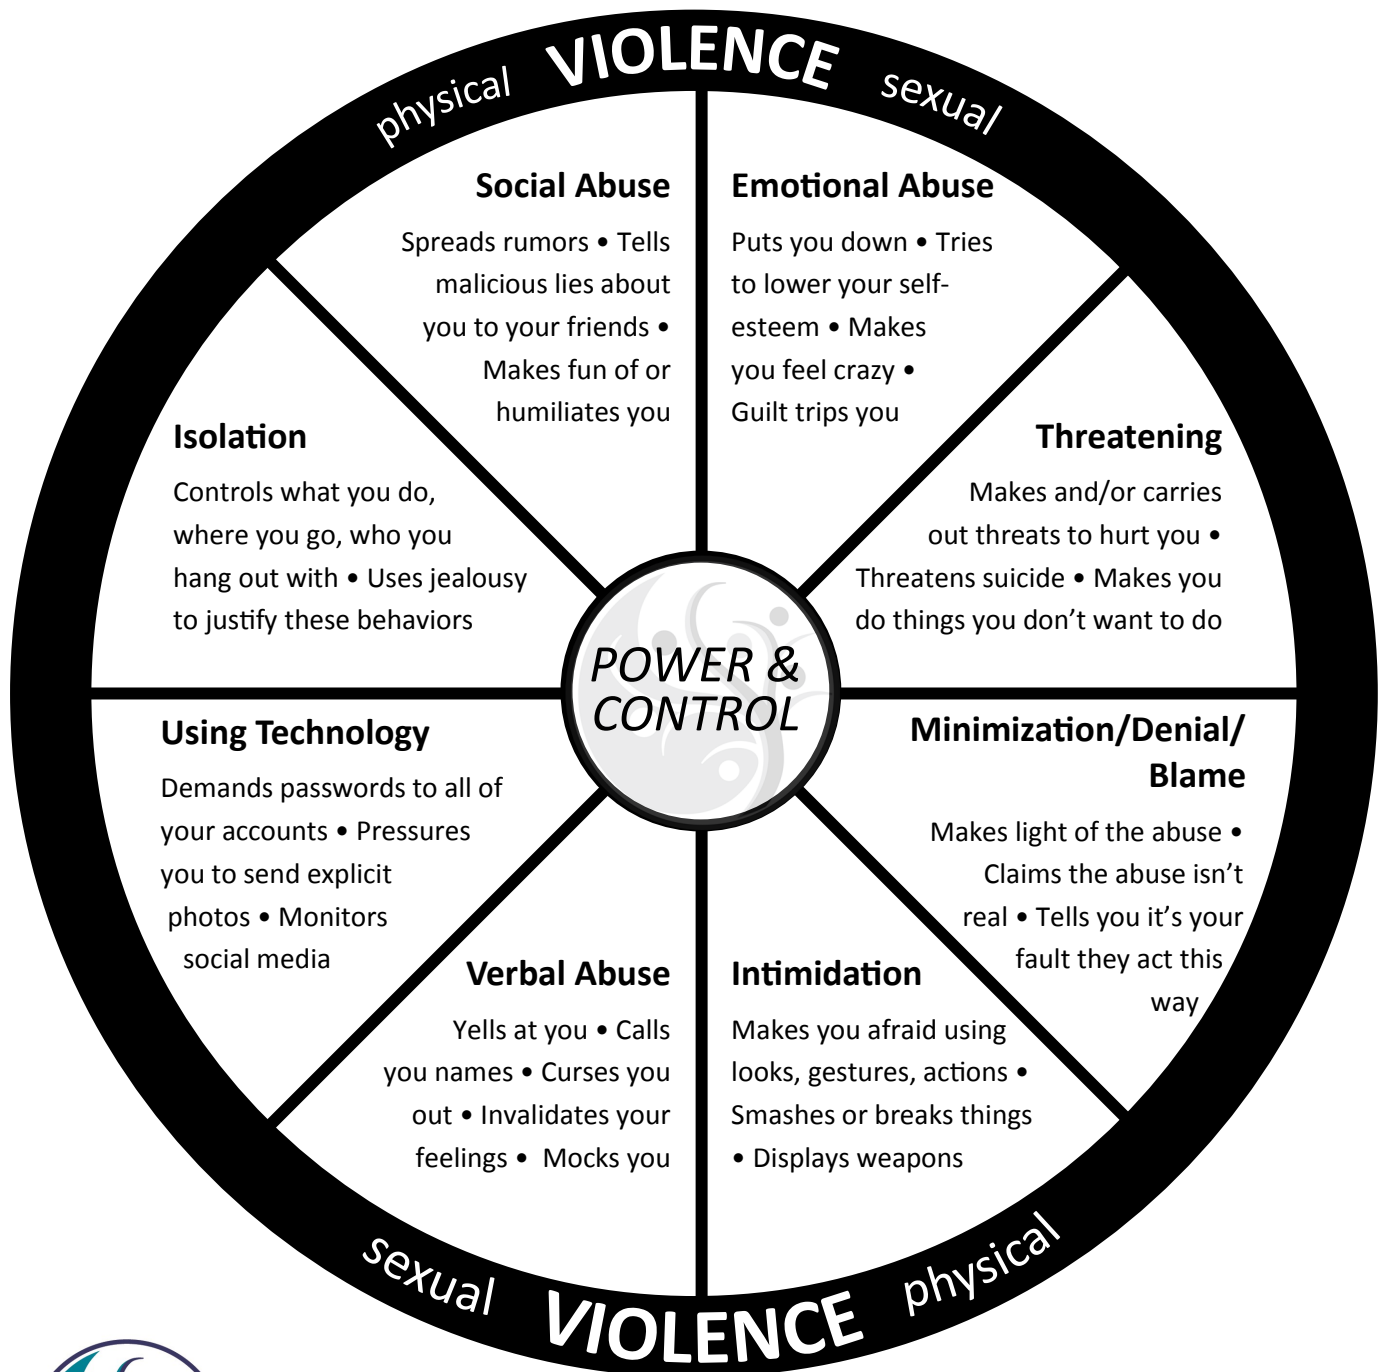 physical VIOLENCE sexual
Social Abuse
Spreads rumors • Tells
malicious lies about
you to your friends •
Makes fun of or
humiliates you
Emotional Abuse
Puts you down • Tries
to lower your self-
esteem • Makes
you feel crazy •
Guilt trips you
Isolation
Controls what you do,
where you go, who you
hang out with • Uses jealousy
to justify these behaviors
Threatening
Makes and/or carries
out threats to hurt you •
Threatens suicide • Makes you
do things you don’t want to do
POWER &
CONTROL
Using Technology
Demands passwords to all of
your accounts • Pressures
you to send explicit
photos • Monitors
social media
Minimization/Denial/
Blame
Makes light of the abuse •
Claims the abuse isn’t
real • Tells you it’s your
fault they act this
way
Verbal Abuse
Yells at you • Calls
you names • Curses you
out • Invalidates your
feelings • Mocks you
Intimidation
Makes you afraid using
looks, gestures, actions •
Smashes or breaks things
• Displays weapons
sexual VIOLENCE physical